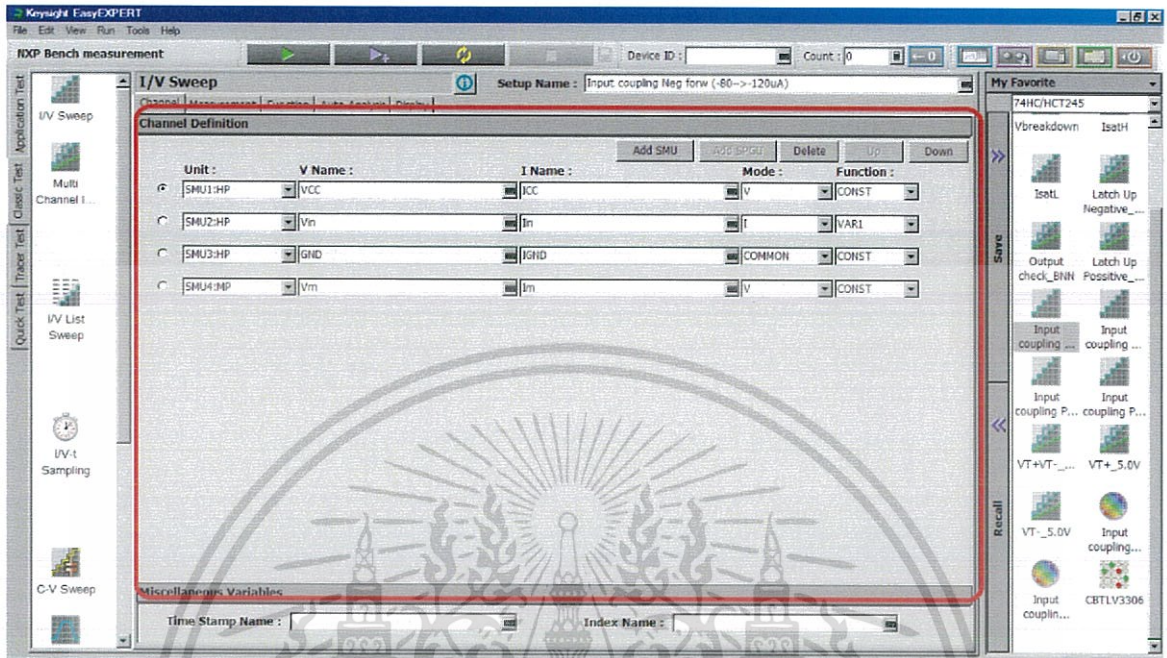 Keysight EasyEXPERT
File Edit View Run Tools Help
NXP Bench measurement
Device ID :
Count : 0
I/V Sweep
Setup Name : Input coupling Neg forw (-80-->-120uA)
My Favorite
Channel Measurement Function Auto Analysis Display
74HC/HCT245
Channel Definition
Add SMU Add SPGU Delete Up Down
Unit : V Name : I Name : Mode : Function :
SMU1:HP VCC ICC V CONST
SMU2:HP Vin Iin I VAR1
SMU3:HP GND IGND COMMON CONST
SMU4:MP Vm Im V CONST
Miscellaneous Variables
Time Stamp Name : Index Name :
Application Test
Classic Test
Tracer Test
Quick Test
I/V Sweep
Multi
Channel I...
I/V List
Sweep
I/V-t
Sampling
C-V Sweep
Save
Recall
Vbreakdown IsatH
IsatL Latch Up
Negative_...
Output Latch Up
check_BNN Possitive_...
Input Input
coupling ... coupling ...
Input Input
coupling P... coupling P...
VT+VT-_... VT+_5.0V
VT-_5.0V Input
coupling...
Input CBTLV3306
couplin...